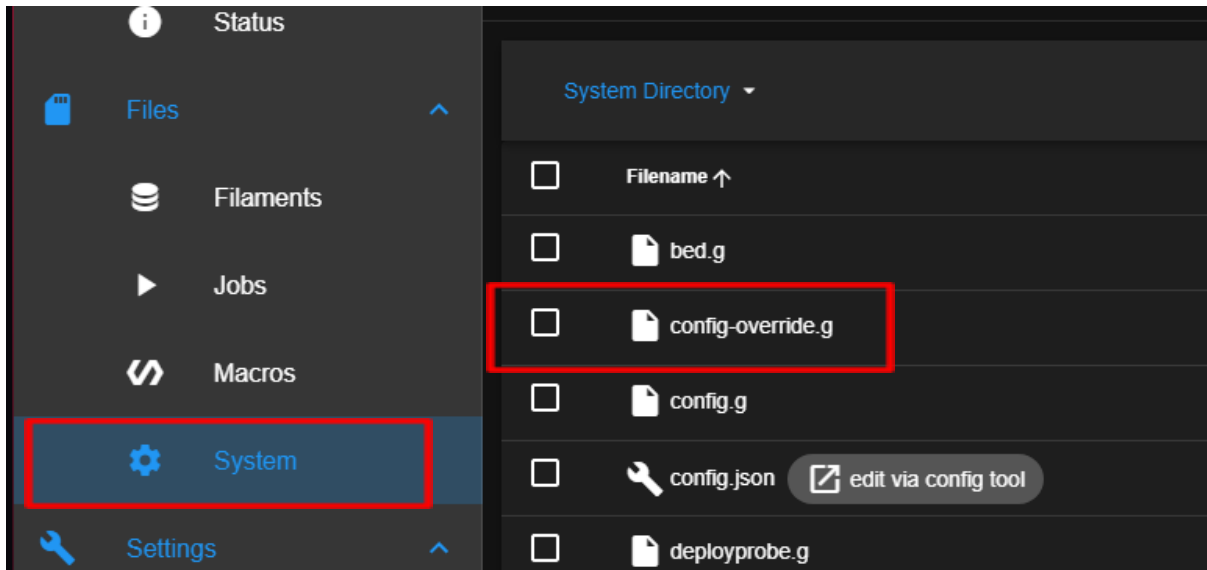 Status
Files
Filaments
Jobs
Macros
System
Settings
System Directory
Filename
bed.g
config-override.g
config.g
config.json edit via config tool
deployprobe.g